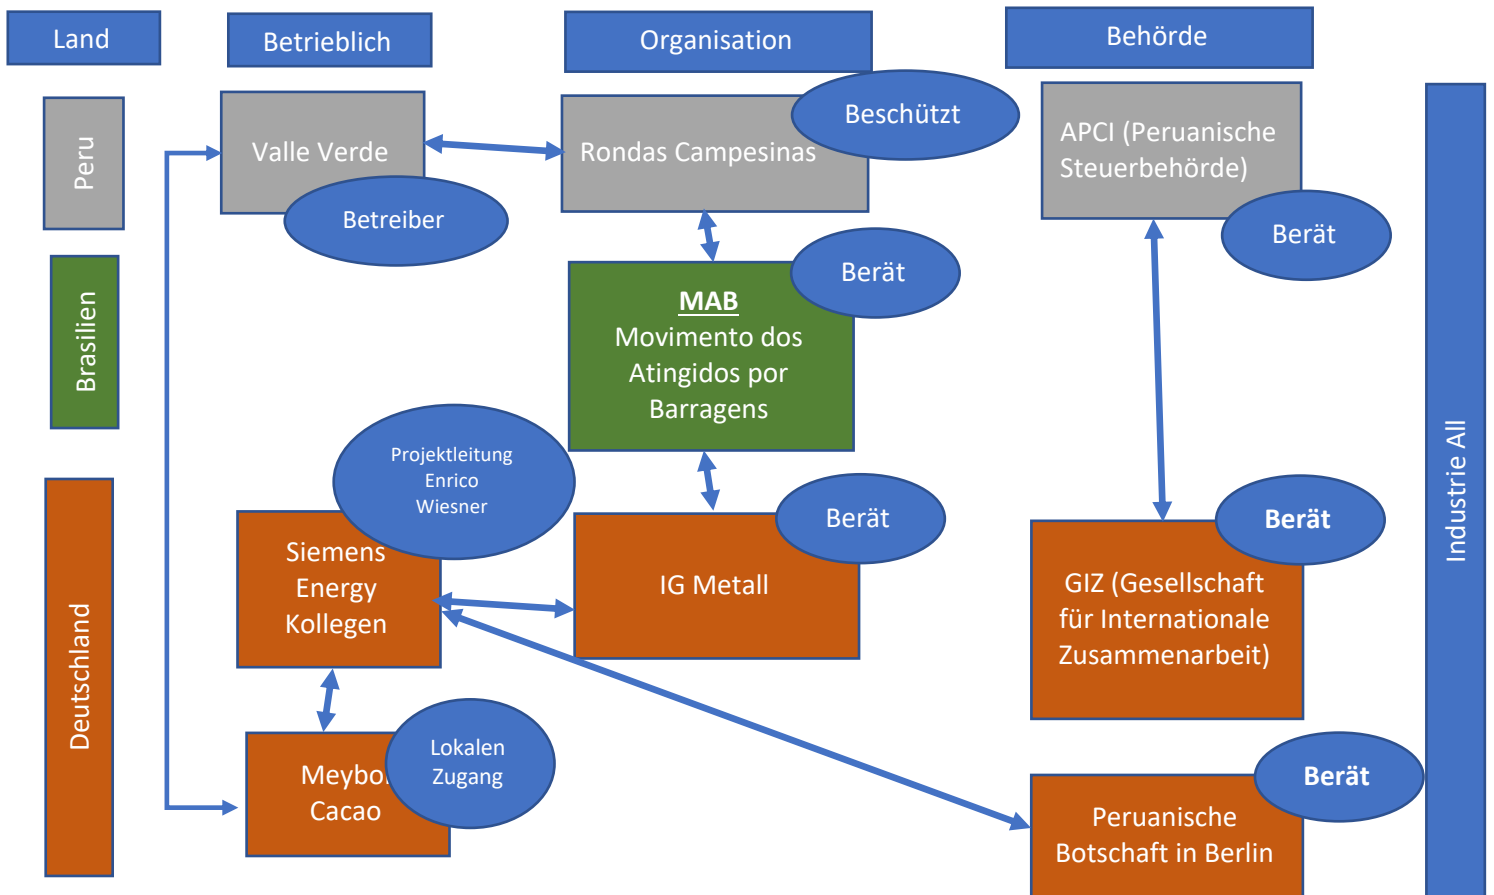 Land
Betrieblich
Organisation
Behörde
Peru
Valle Verde
Betreiber
Rondas Campesinas
Beschützt
APCI (Peruanische
Steuerbehörde)
Berät
Brasilien
MAB
Movimento dos
Atingidos por
Barragens
Berät
Deutschland
Projektleitung
Enrico
Wiesner
Siemens
Energy
Kollegen
IG Metall
Berät
GIZ (Gesellschaft
für Internationale
Zusammenarbeit)
Berät
Cacao
Lokalen
Zugang
Peruanische
Botschaft in Berlin
Berät
Industrie All